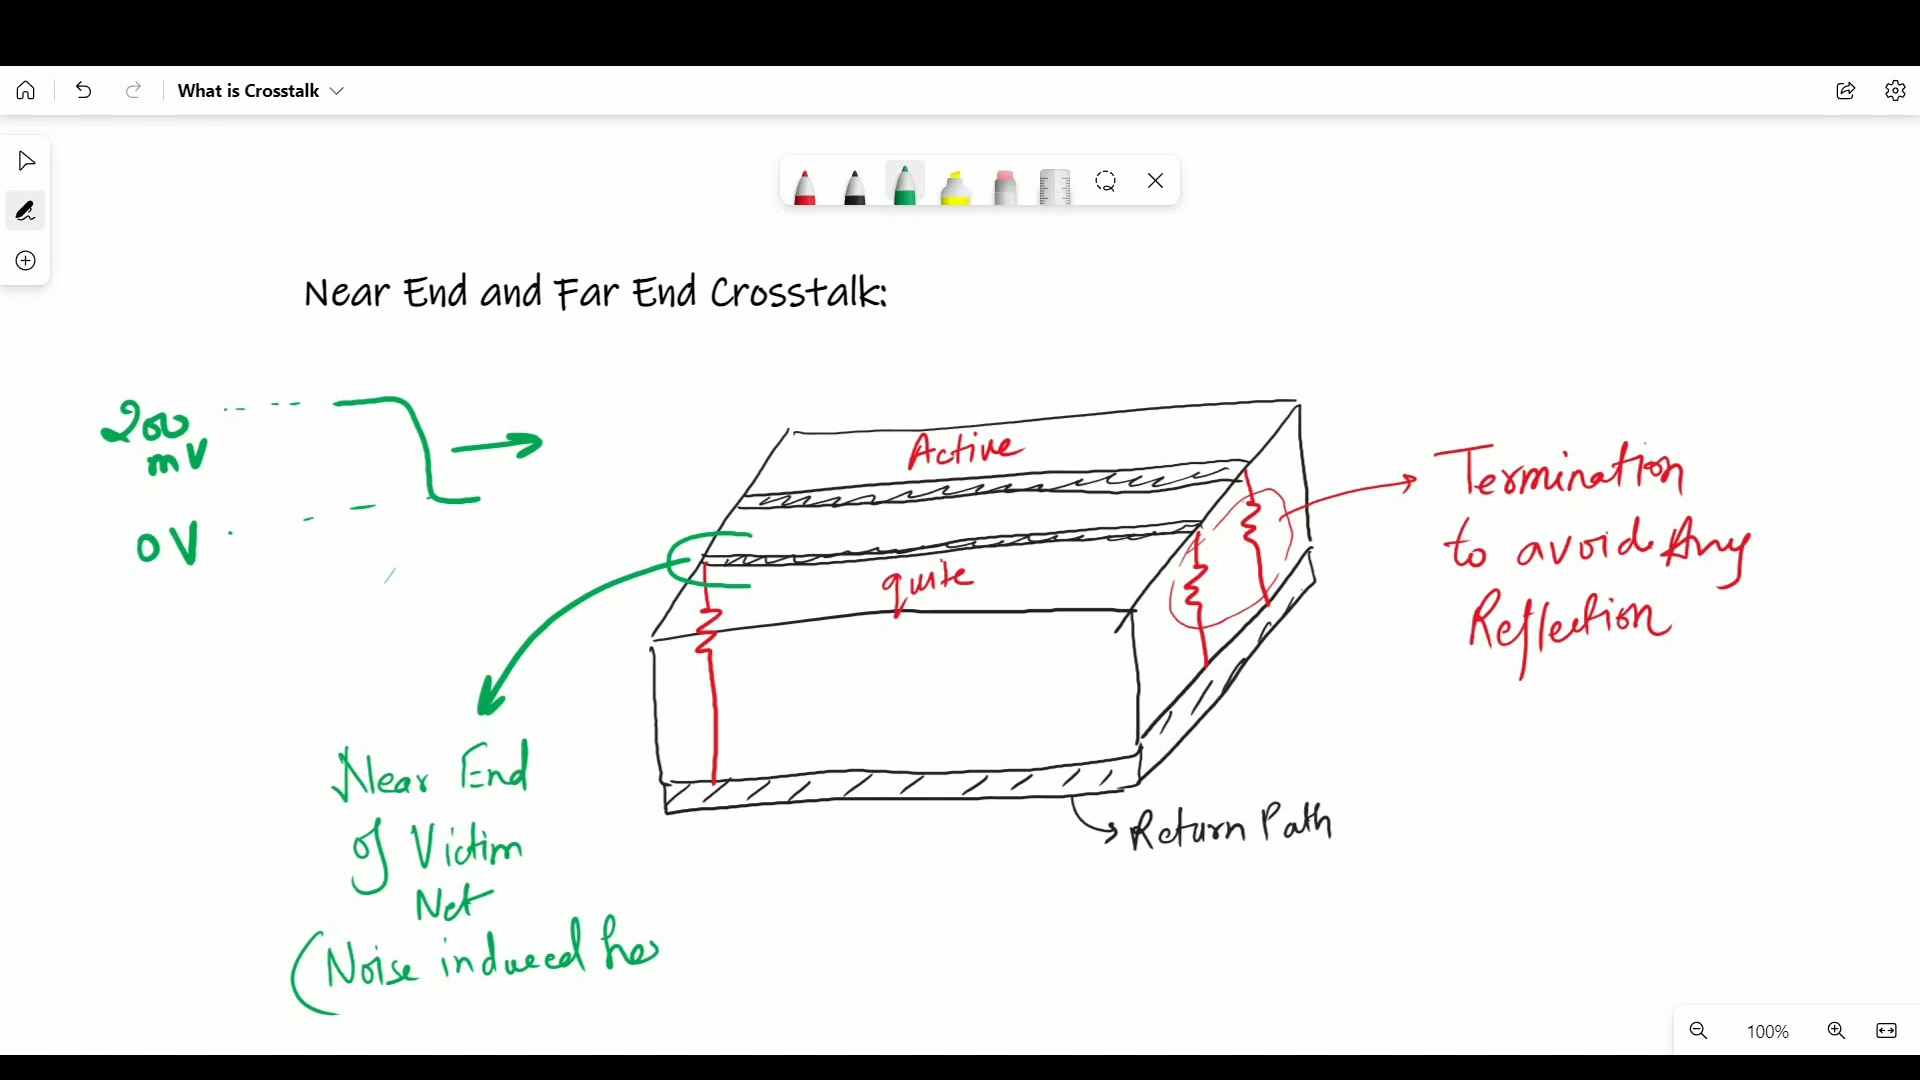 What is Crosstalk
Near End and Far End Crosstalk:
200
mV
0V
Active
quite
Termination
to avoid Any
Reflection
Return Path
Near End
of Victim
Net
(Noise induced he
100%